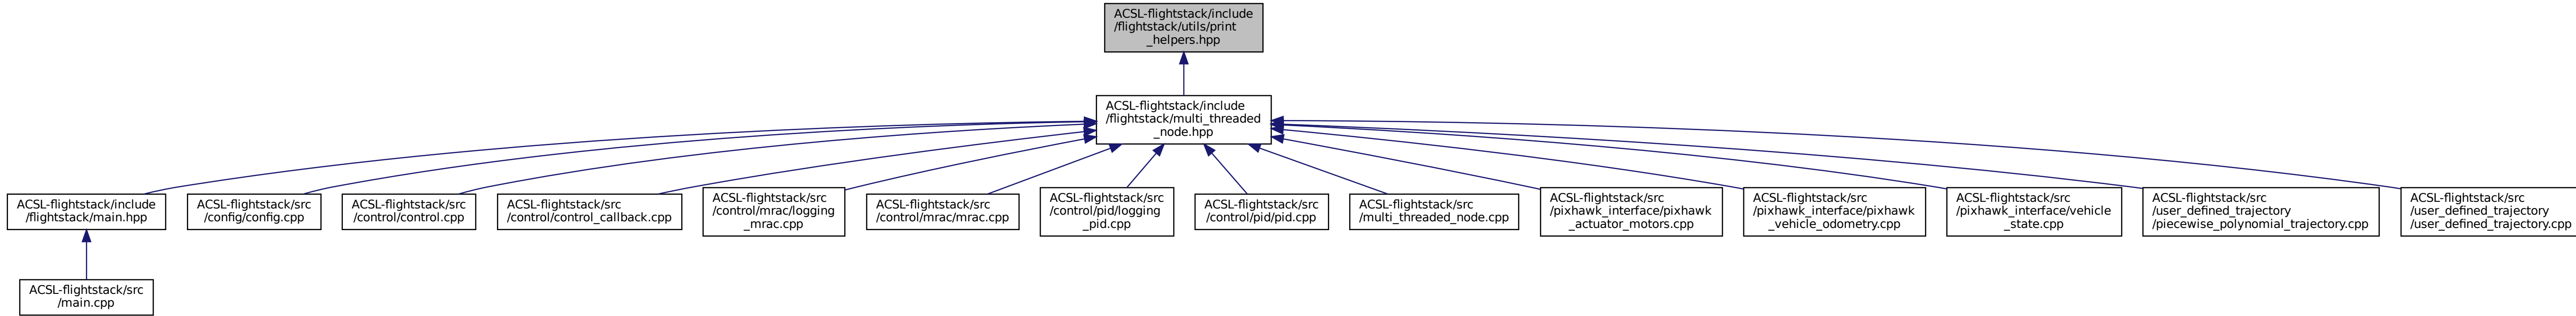 ACSL-flightstack/include
/flightstack/utils/print
_helpers.hpp
ACSL-flightstack/include
/flightstack/multi_threaded
_node.hpp
ACSL-flightstack/include
/flightstack/main.hpp
ACSL-flightstack/src
/config/config.cpp
ACSL-flightstack/src
/control/control.cpp
ACSL-flightstack/src
/control/control_callback.cpp
ACSL-flightstack/src
/control/mrac/logging
_mrac.cpp
ACSL-flightstack/src
/control/mrac/mrac.cpp
ACSL-flightstack/src
/control/pid/logging
_pid.cpp
ACSL-flightstack/src
/control/pid/pid.cpp
ACSL-flightstack/src
/multi_threaded_node.cpp
ACSL-flightstack/src
/pixhawk_interface/pixhawk
_actuator_motors.cpp
ACSL-flightstack/src
/pixhawk_interface/pixhawk
_vehicle_odometry.cpp
ACSL-flightstack/src
/pixhawk_interface/vehicle
_state.cpp
ACSL-flightstack/src
/user_defined_trajectory
/piecewise_polynomial_trajectory.cpp
ACSL-flightstack/src
/user_defined_trajectory
/user_defined_trajectory.cpp
ACSL-flightstack/src
/main.cpp